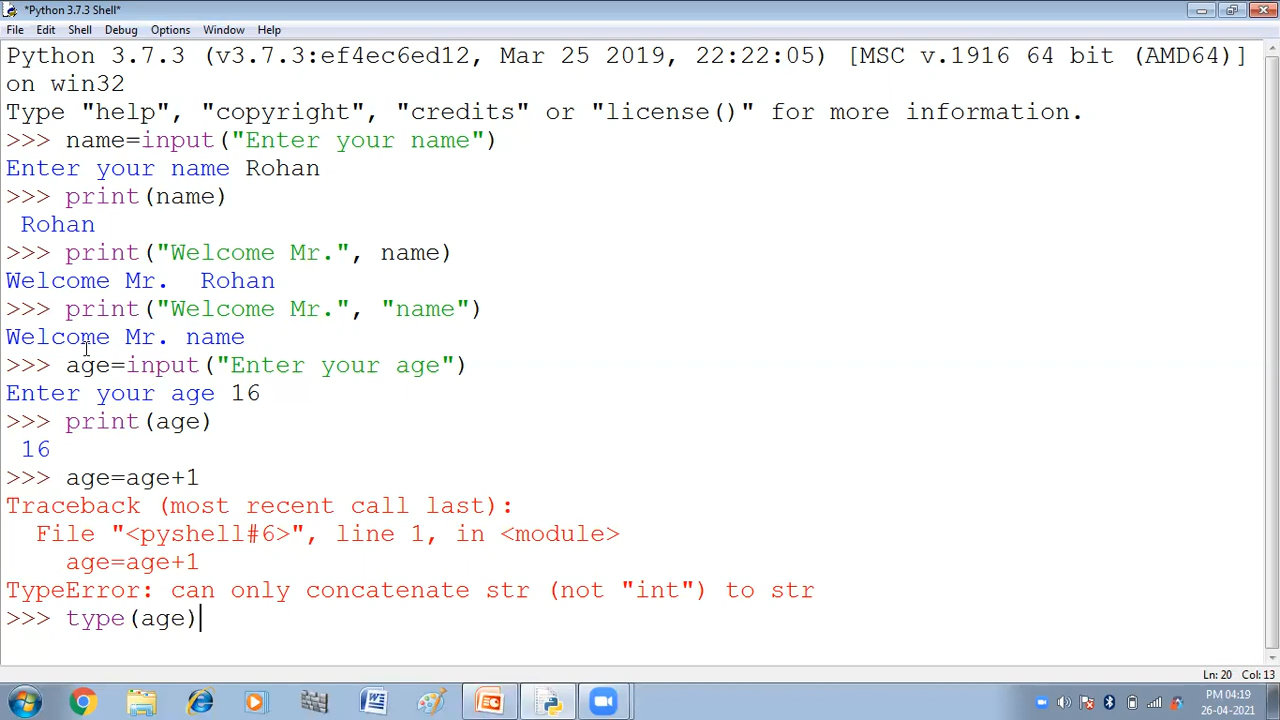 *Python 3.7.3 Shell*
File Edit Shell Debug Options Window Help
Python 3.7.3 (v3.7.3:ef4ec6ed12, Mar 25 2019, 22:22:05) [MSC v.1916 64 bit (AMD64)]
on win32
Type "help", "copyright", "credits" or "license()" for more information.
>>> name=input("Enter your name")
Enter your name Rohan
>>> print(name)
 Rohan
>>> print("Welcome Mr.", name)
Welcome Mr.  Rohan
>>> print("Welcome Mr.", "name")
Welcome Mr. name
>>> age=input("Enter your age")
Enter your age 16
>>> print(age)
 16
>>> age=age+1
Traceback (most recent call last):
  File "<pyshell#6>", line 1, in <module>
    age=age+1
TypeError: can only concatenate str (not "int") to str
>>> type(age)
Ln: 20 Col: 13
PM 04:19
26-04-2021